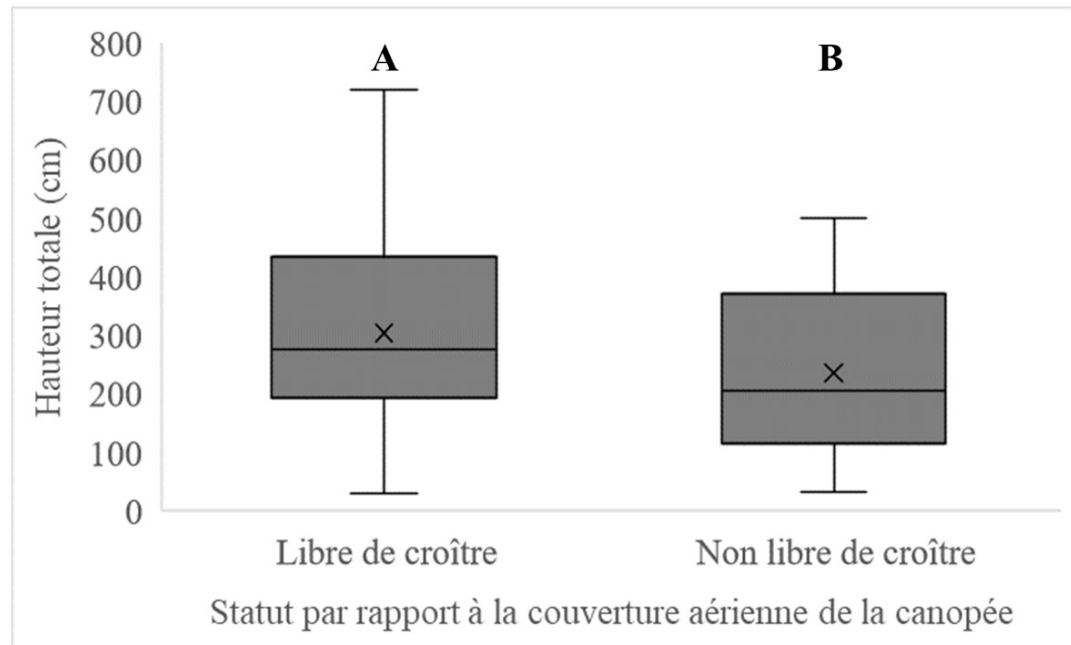 800
A
B
700
600
500
400
300
200
100
0
Hauteur totale (cm)
Libre de croître
Non libre de croître
Statut par rapport à la couverture aérienne de la canopée